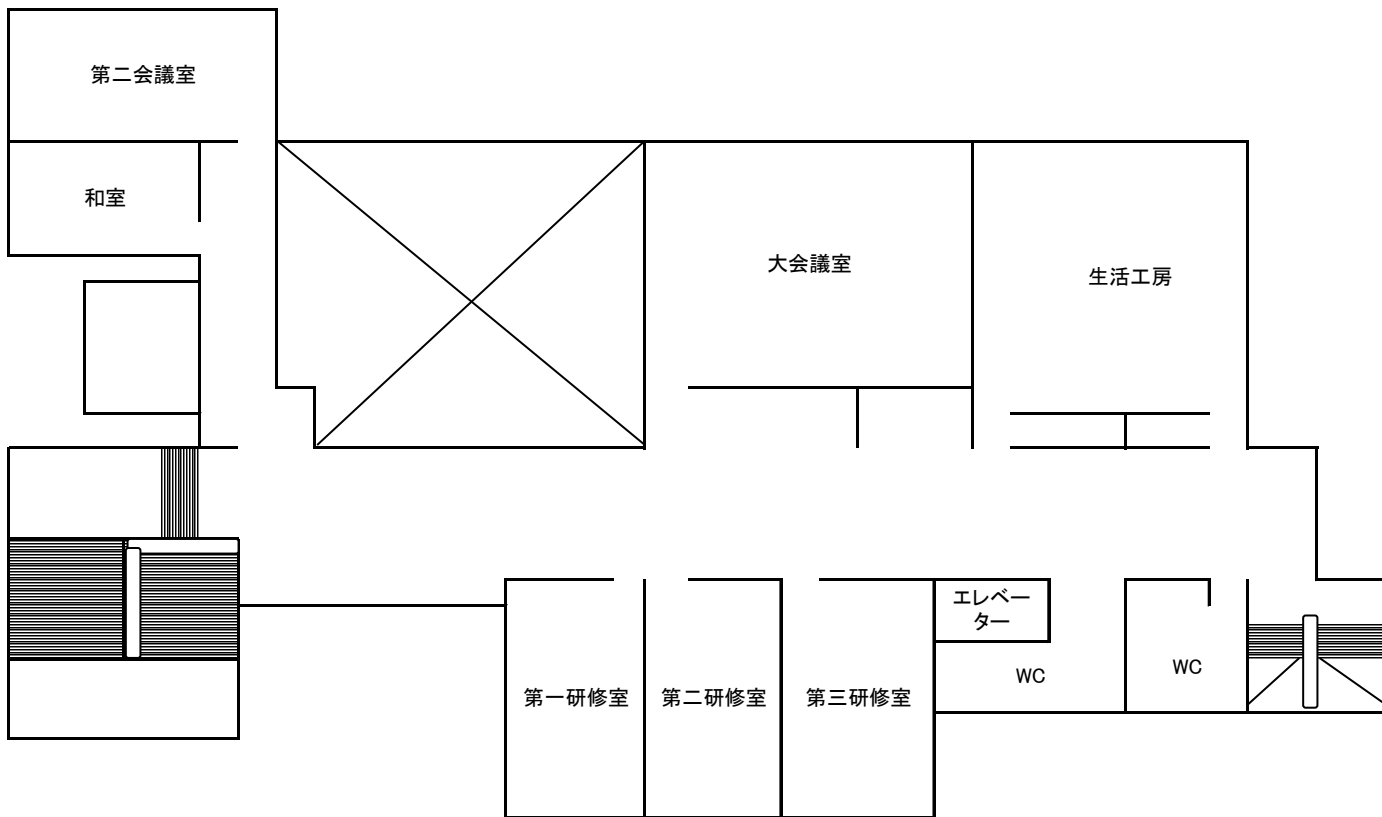 第二会議室
和室
大会議室
生活工房
エレベー
ター
WC
WC
第一研修室
第二研修室
第三研修室